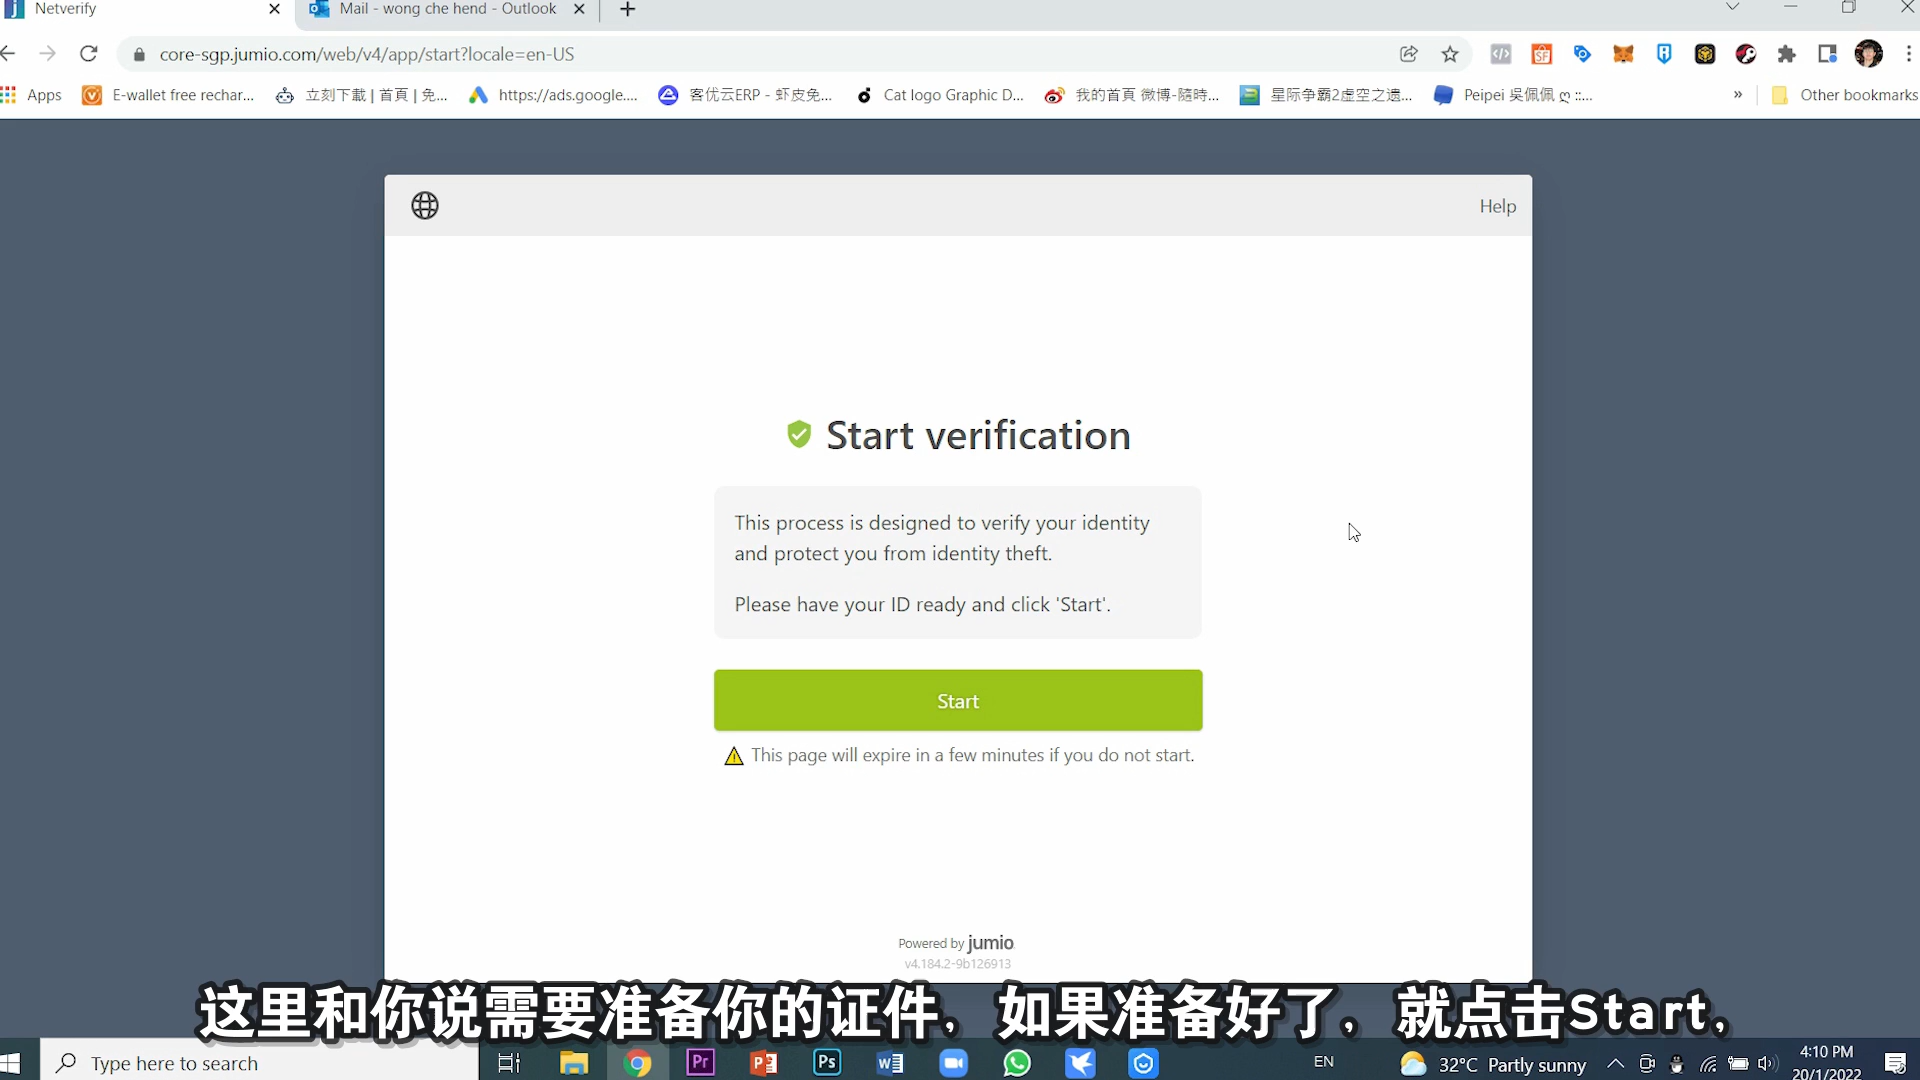 Netverify
Mail - wong che hend - Outlook
core-sgp.jumio.com/web/v4/app/start?locale=en-US
Apps
E-wallet free rechar...
立刻下載 | 首頁 | 免...
https://ads.google....
客优云ERP - 虾皮免...
Cat logo Graphic D...
我的首頁 微博-隨時...
星际争霸2虚空之遗...
Peipei 吳佩佩 ღ ::...
»
Other bookmarks
Help
Start verification
This process is designed to verify your identity
and protect you from identity theft.
Please have your ID ready and click 'Start'.
Start
This page will expire in a few minutes if you do not start.
Powered by jumio
v4.184.2-9b126913
这里和你说需要准备你的证件，如果准备好了，就点击Start，
Type here to search
Pr
Ps
EN
32°C Partly sunny
4:10 PM
20/1/2022